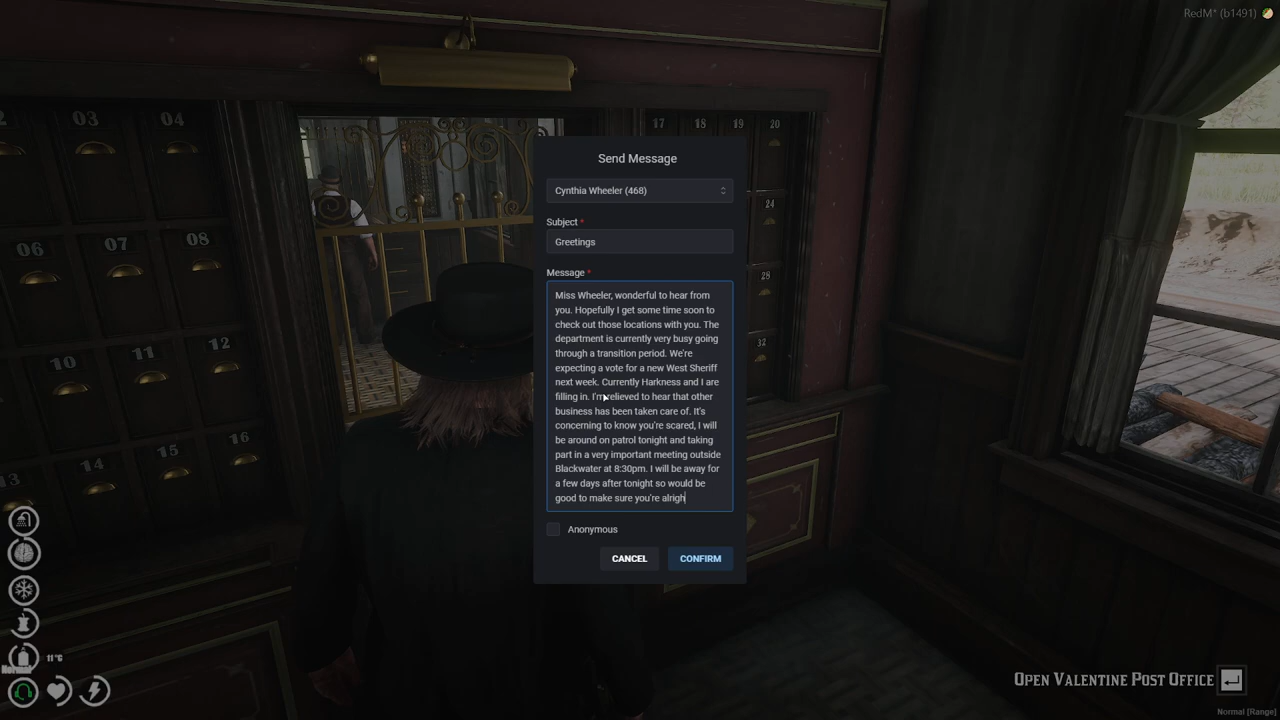 RedM* (b1491)
03
04
17
18
19
20
24
28
32
06
07
08
10
11
12
13
14
15
16
Send Message
Cynthia Wheeler (468)
Subject *
Greetings
Message *
Miss Wheeler, wonderful to hear from
you. Hopefully I get some time soon to
check out those locations with you. The
department is currently very busy going
through a transition period. We're
expecting a vote for a new West Sheriff
next week. Currently Harkness and I are
filling in. I'm relieved to hear that other
business has been taken care of. It's
concerning to know you're scared, I will
be around on patrol tonight and taking
part in a very important meeting outside
Blackwater at 8:30pm. I will be away for
a few days after tonight so would be
good to make sure you're alrigh
Anonymous
CANCEL
CONFIRM
11°C
Normal
OPEN VALENTINE POST OFFICE
Normal [Range]